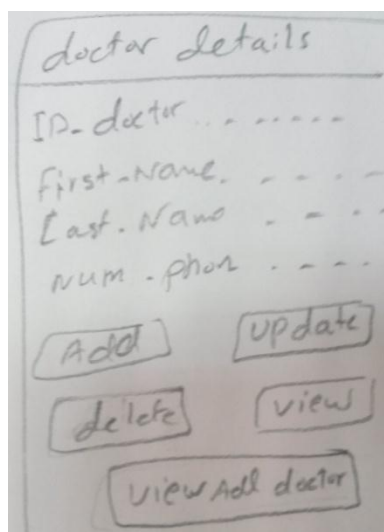 doctor details
ID-doctor . . - - - - -
First-Name. - - - -
Last.Name . - - -
Num.phon . - - - .
Add
update
delete
view
view All doctor